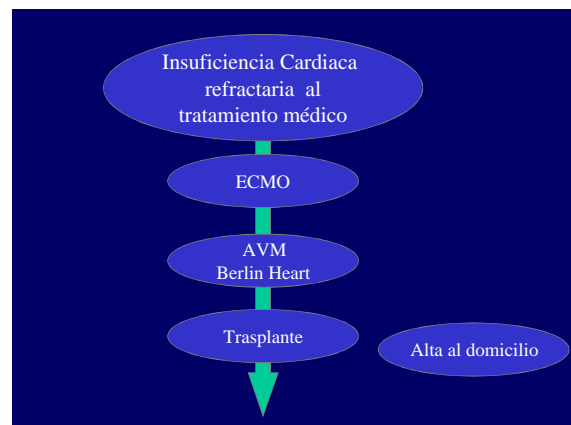 Insuficiencia Cardiaca
refractaria al
tratamiento médico
ECMO
AVM
Berlin Heart
Trasplante
Alta al domicilio